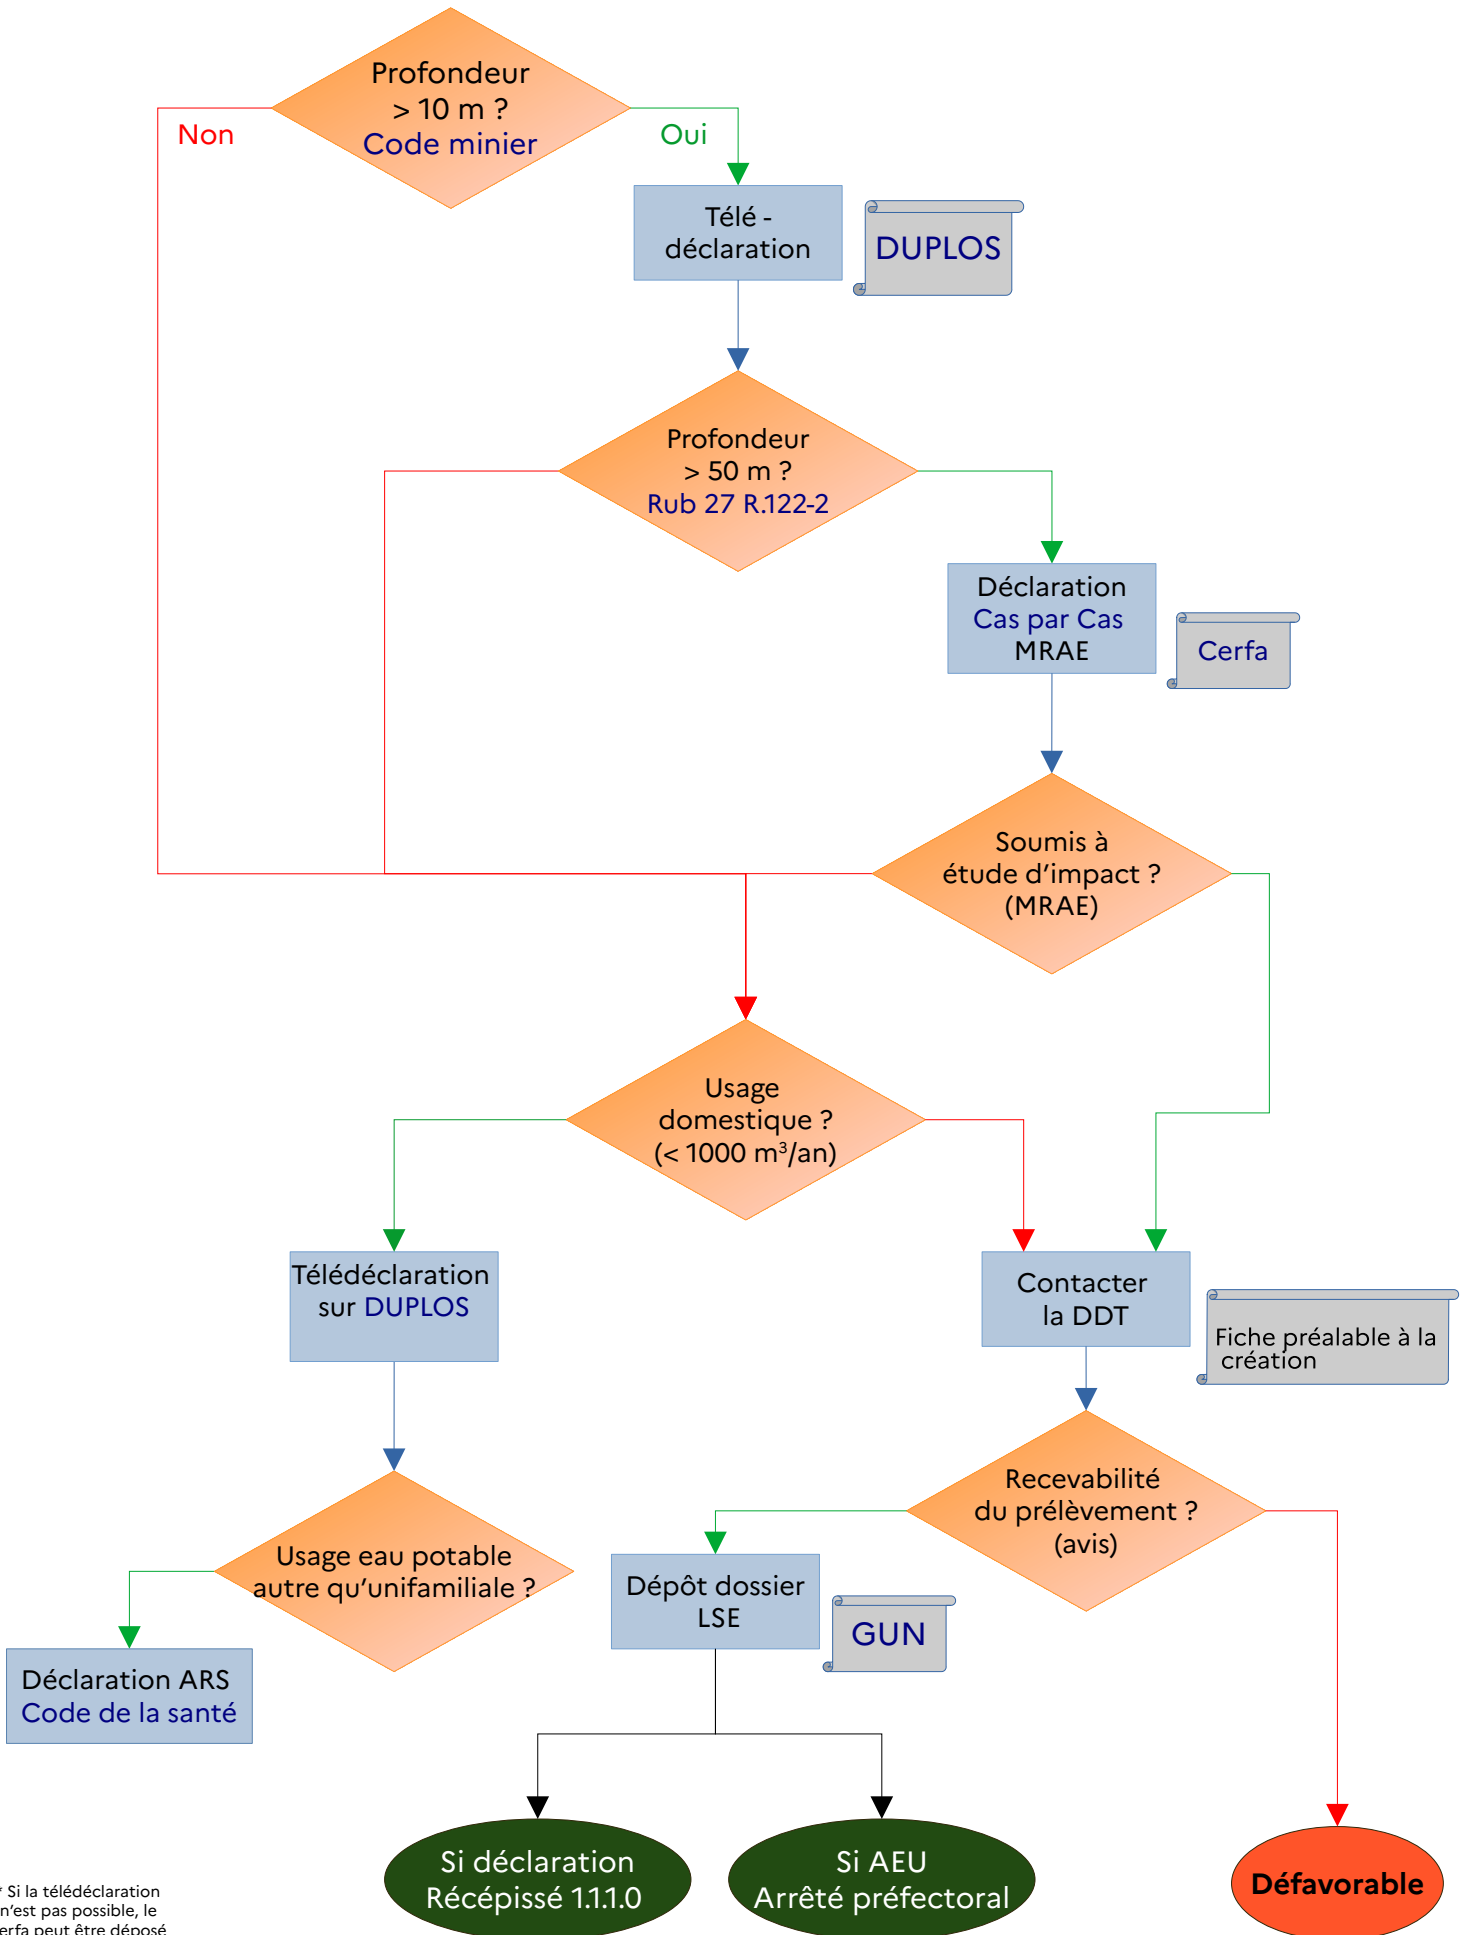 Profondeur
> 10 m ?
Code minier
Non
Oui
Télé -
déclaration
DUPLOS
Profondeur
> 50 m ?
Rub 27 R.122-2
Déclaration
Cas par Cas
MRAE
Cerfa
Soumis à
étude d’impact ?
(MRAE)
Usage
domestique ?
(< 1000 m³/an)
Télédéclaration
sur DUPLOS
Contacter
la DDT
Fiche préalable à la
création
Recevabilité
du prélèvement ?
(avis)
Usage eau potable
autre qu’unifamiliale ?
Dépôt dossier
LSE
GUN
Déclaration ARS
Code de la santé
Si déclaration
Récépissé 1.1.1.0
Si AEU
Arrêté préfectoral
Défavorable
* Si la télédéclaration
n’est pas possible, le
erfa peut être déposé